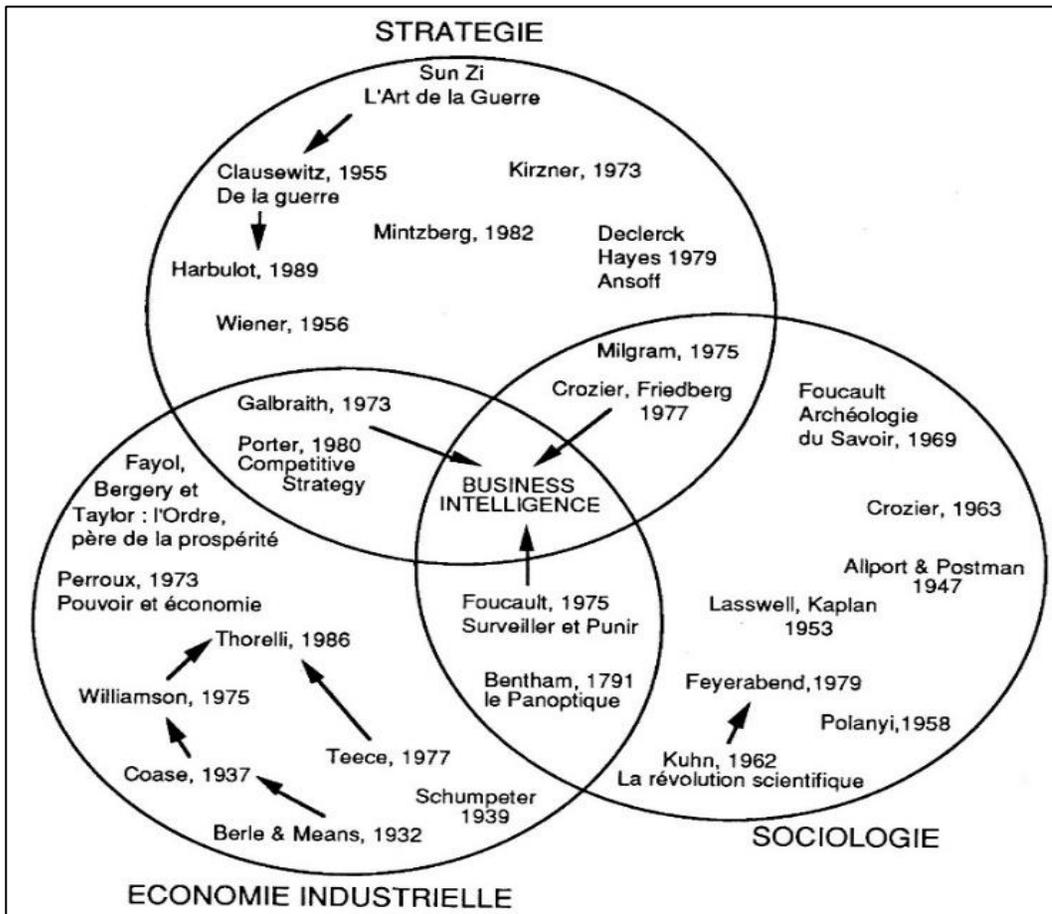 STRATEGIE
Sun Zi
L'Art de la Guerre
Clausewitz, 1955
De la guerre
Kirzner, 1973
Mintzberg, 1982
Declerck
Hayes 1979
Ansoff
Harbulot, 1989
Wiener, 1956
Milgram, 1975
Crozier, Friedberg
1977
Galbraith, 1973
Porter, 1980
Competitive
Strategy
BUSINESS
INTELLIGENCE
Foucault
Archéologie
du Savoir, 1969
Crozier, 1963
Allport & Postman
1947
Lasswell, Kaplan
1953
Feyerabend,1979
Polanyi,1958
Kuhn, 1962
La révolution scientifique
SOCIOLOGIE
Fayol,
Bergery et
Taylor : l'Ordre,
père de la prospérité
Perroux, 1973
Pouvoir et économie
Thorelli, 1986
Williamson, 1975
Coase, 1937
Teece, 1977
Schumpeter
1939
Berle & Means, 1932
Foucault, 1975
Surveiller et Punir
Bentham, 1791
le Panoptique
ECONOMIE INDUSTRIELLE